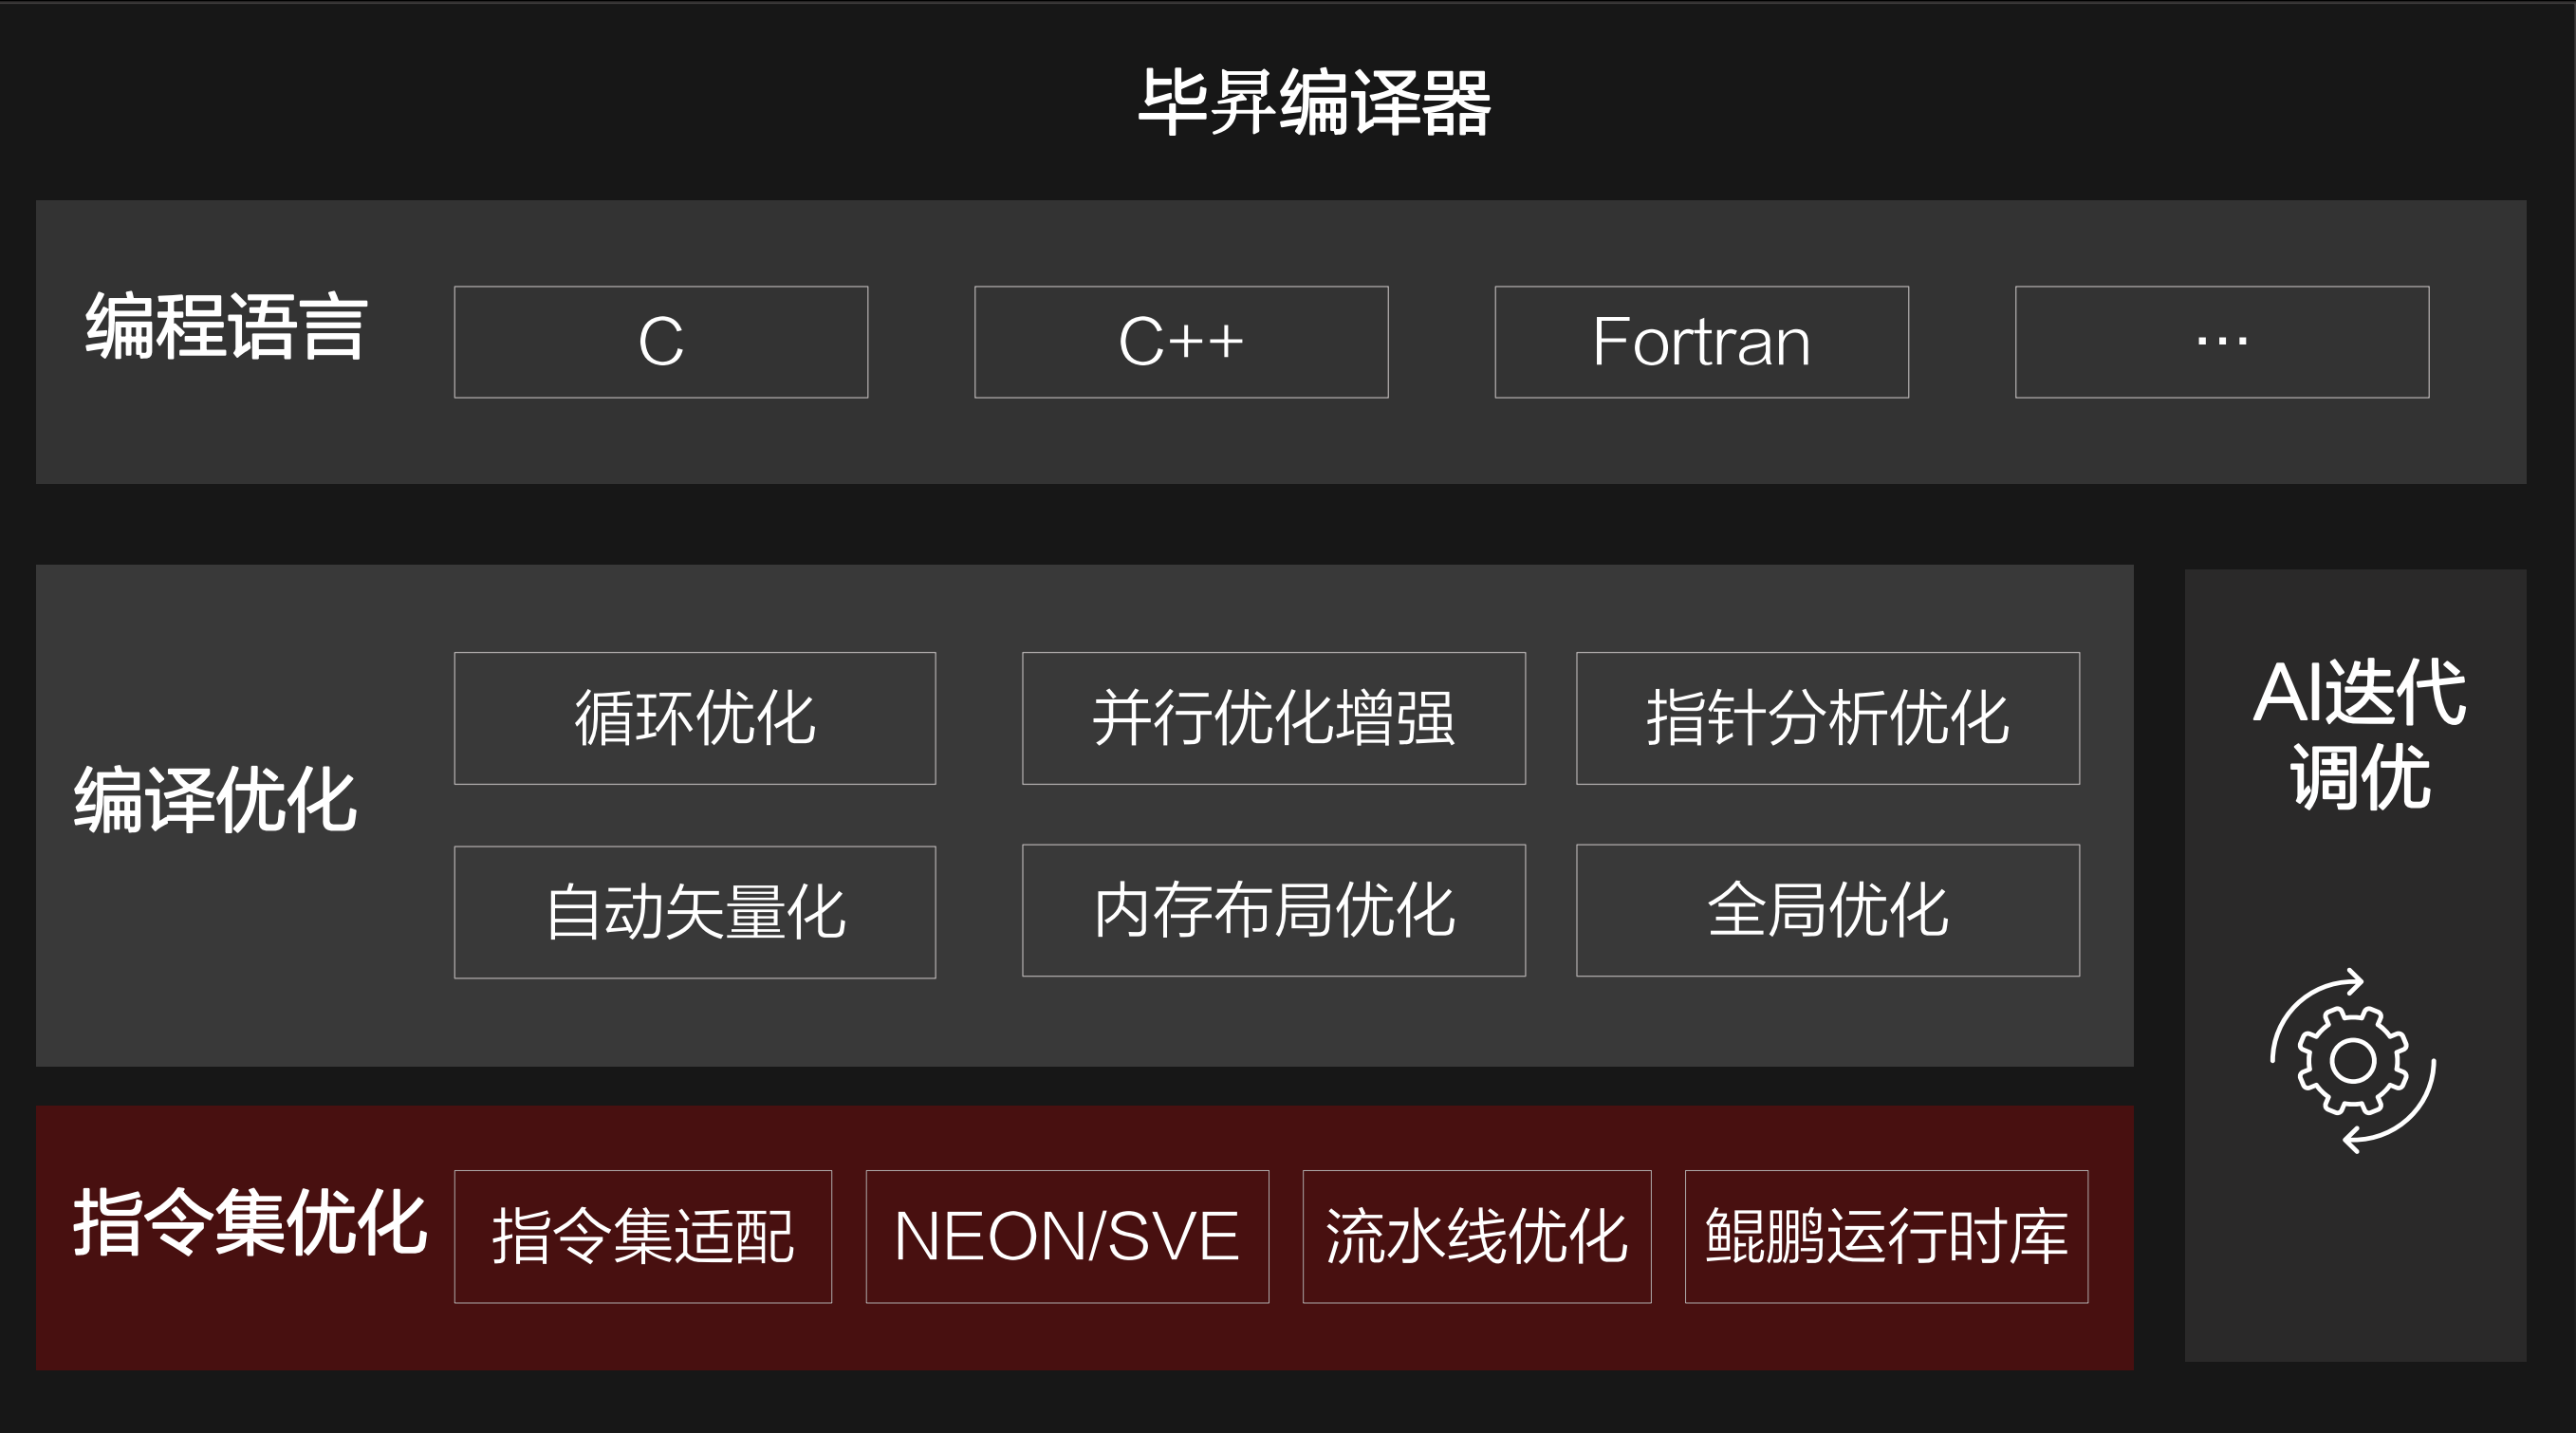 毕昇编译器
编程语言
C
C++
Fortran
...
编译优化
循环优化
并行优化增强
指针分析优化
自动矢量化
内存布局优化
全局优化
AI迭代
调优
指令集优化
指令集适配
NEON/SVE
流水线优化
鲲鹏运行时库